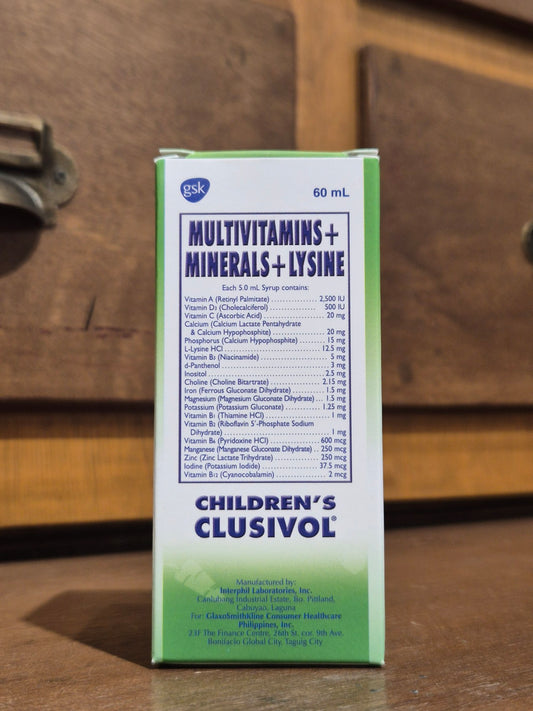 gsk
60 mL
MULTIVITAMINS+
MINERALS+LYSINE
Each 5.0 mL Syrup contains:
Vitamin A (Retinyl Palmitate) ................ 2,500 IU
Vitamin D₂ (Cholecalciferol) ................ 500 IU
Vitamin C (Ascorbic Acid) .................... 20 mg
Calcium (Calcium Lactate Pentahydrate
& Calcium Hypophosphite) ................ 20 mg
Phosphorus (Calcium Hypophosphite) ......... 15 mg
L-Lysine HCl .................................. 12.5 mg
Vitamin B₃ (Niacinamide) ..................... 5 mg
d-Panthenol .................................... 3 mg
Inositol ....................................... 2.5 mg
Choline (Choline Bitartrate) ................. 2.15 mg
Iron (Ferrous Gluconate Dihydrate) ........... 1.5 mg
Magnesium (Magnesium Gluconate Dihydrate) .. 1.5 mg
Potassium (Potassium Gluconate) ............ 1.25 mg
Vitamin B₁ (Thiamine HCl) .................... 1 mg
Vitamin B₂ (Riboflavin 5'-Phosphate Sodium
Dihydrate) ................................ 1 mg
Vitamin B₆ (Pyridoxine HCl) ............... 600 mcg
Manganese (Manganese Gluconate Dihydrate) .. 250 mcg
Zinc (Zinc Lactate Trihydrate) .............. 250 mcg
Iodine (Potassium Iodide) ................... 37.5 mcg
Vitamin B₁₂ (Cyanocobalamin) ................ 2 mcg
CHILDREN'S
CLUSIVOL®
Manufactured by:
Interphil Laboratories, Inc.
Canlubang Industrial Estate, Bo. Pittland,
Cabuyao, Laguna
For: GlaxoSmithKline Consumer Healthcare
Philippines, Inc.
23F The Finance Centre, 26th St. cor. 9th Ave.
Bonifacio Global City, Taguig City